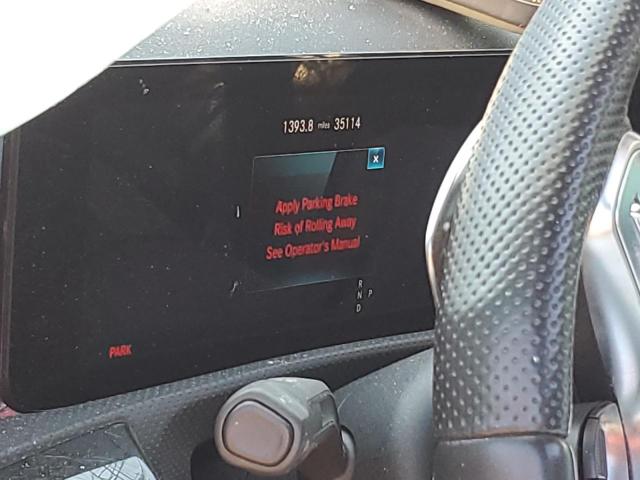 1393.8 miles 35114
x
Apply Parking Brake
Risk of Rolling Away
See Operator's Manual
R
N P
D
PARK